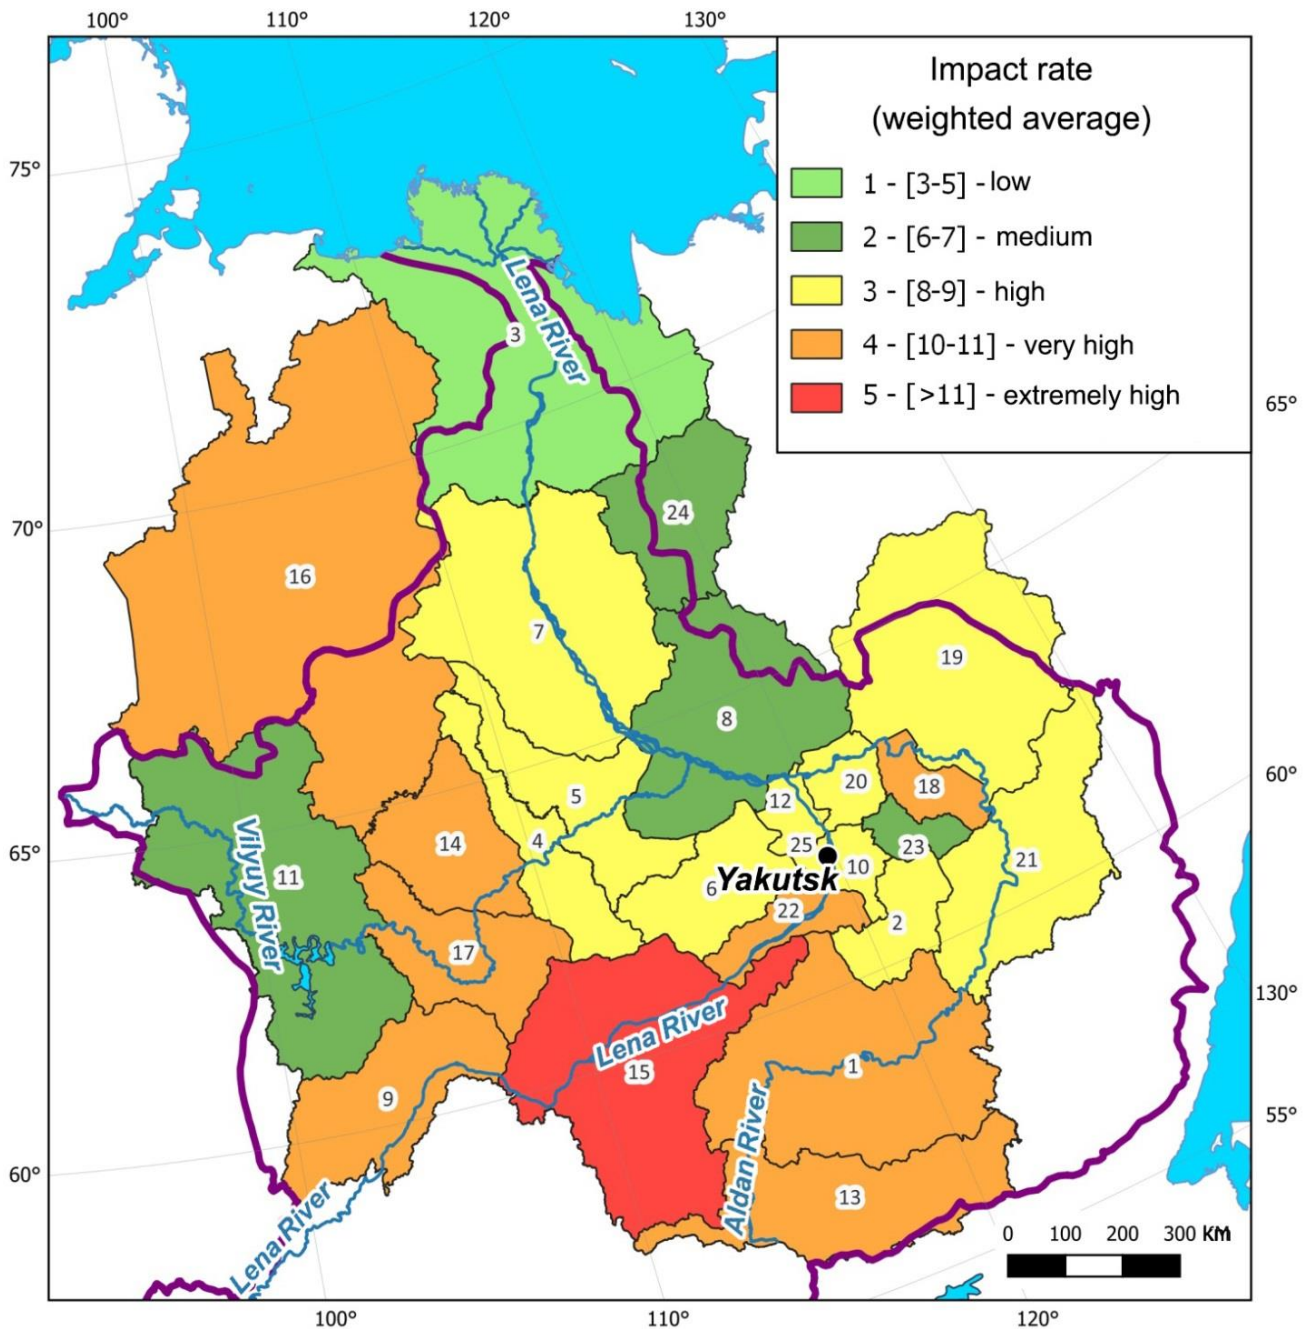 100° 110° 120° 130°
Impact rate
(weighted average)
1 - [3-5] - low
2 - [6-7] - medium
3 - [8-9] - high
4 - [10-11] - very high
5 - [>11] - extremely high
75°
70°
65°
60°
65°
60°
130°
55°
Lena River
3
24
16
7
19
8
5
12
20
18
14
4
25
23
21
11
10
6
Yakutsk
Vilyuy River
22
2
17
Lena River
15
1
9
Aldan River
13
Lena River
0 100 200 300 KM
100° 110° 120°